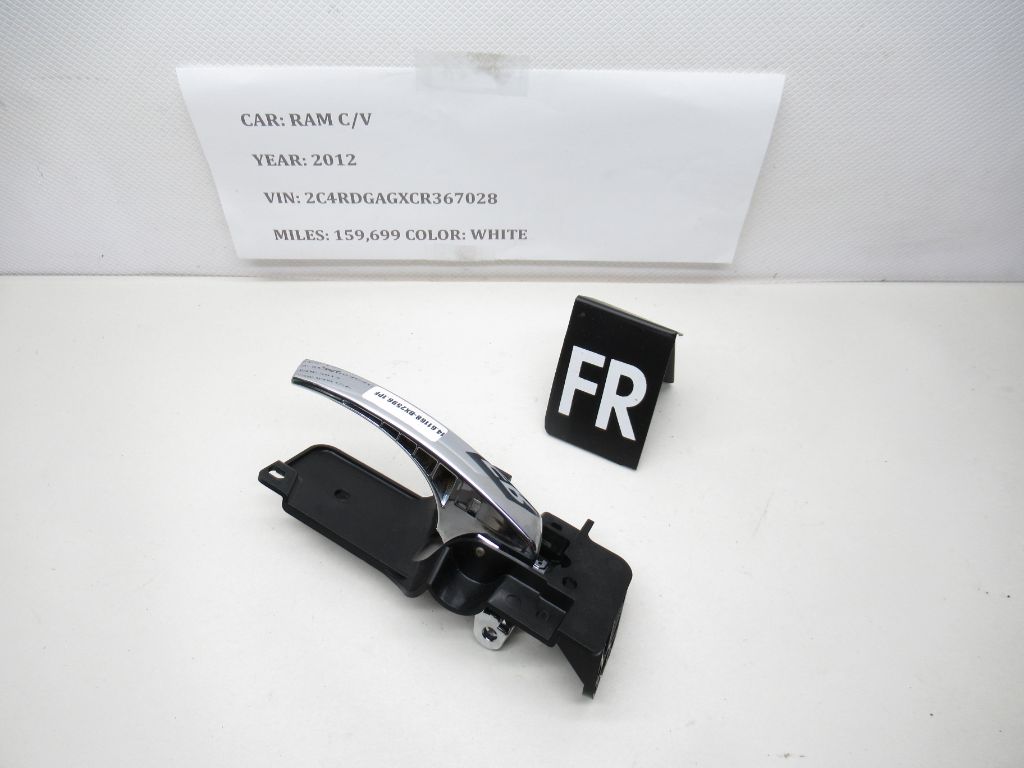 CAR: RAM C/V
YEAR: 2012
VIN: 2C4RDGAGXCR367028
MILES: 159,699 COLOR: WHITE
FR